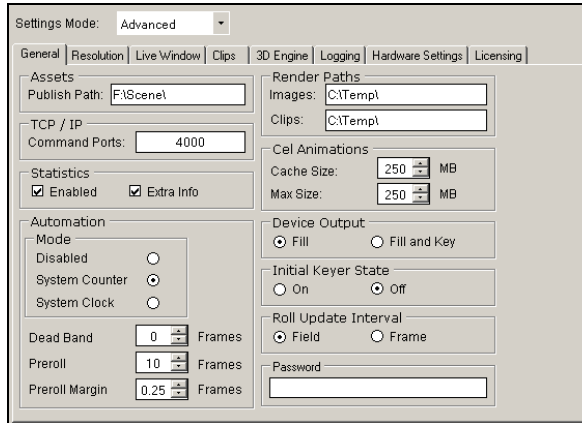 Settings Mode: Advanced
General Resolution Live Window Clips 3D Engine Logging Hardware Settings Licensing
Assets
Publish Path: F:\Scene\
TCP / IP
Command Ports: 4000
Statistics
Enabled Extra Info
Automation
Mode
Disabled
System Counter
System Clock
Dead Band 0 Frames
Preroll 10 Frames
Preroll Margin 0.25 Frames
Render Paths
Images: C:\Temp\
Clips: C:\Temp\
Cel Animations
Cache Size: 250 MB
Max Size: 250 MB
Device Output
Fill Fill and Key
Initial Keyer State
On Off
Roll Update Interval
Field Frame
Password